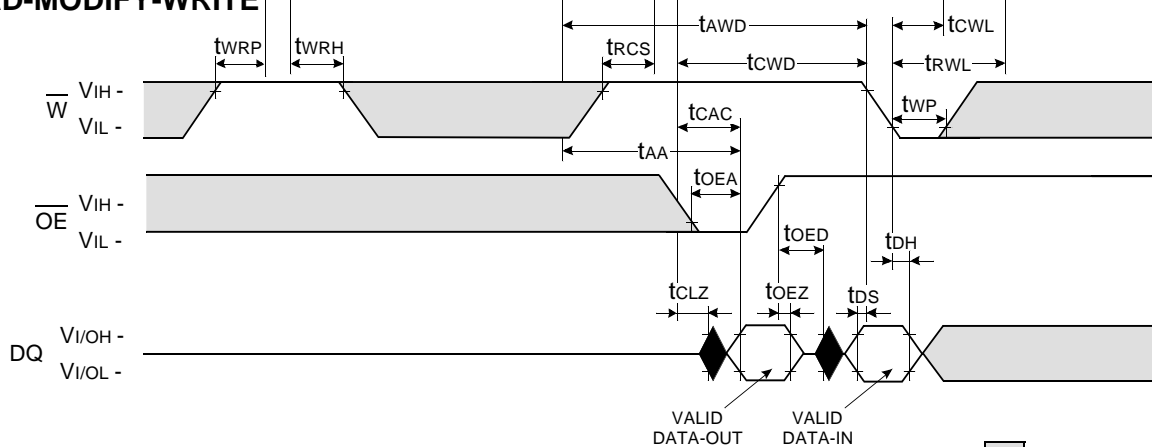 AD-MODIFY-WRITE
tAWD
tCWL
tWRP
tWRH
tRCS
tCWD
tRWL
W
VIH -
VIL -
tWP
tCAC
tAA
tOEA
OE
VIH -
VIL -
tOED
tDH
tCLZ
tOEZ
tDS
DQ
VI/OH -
VI/OL -
VALID
DATA-OUT
VALID
DATA-IN